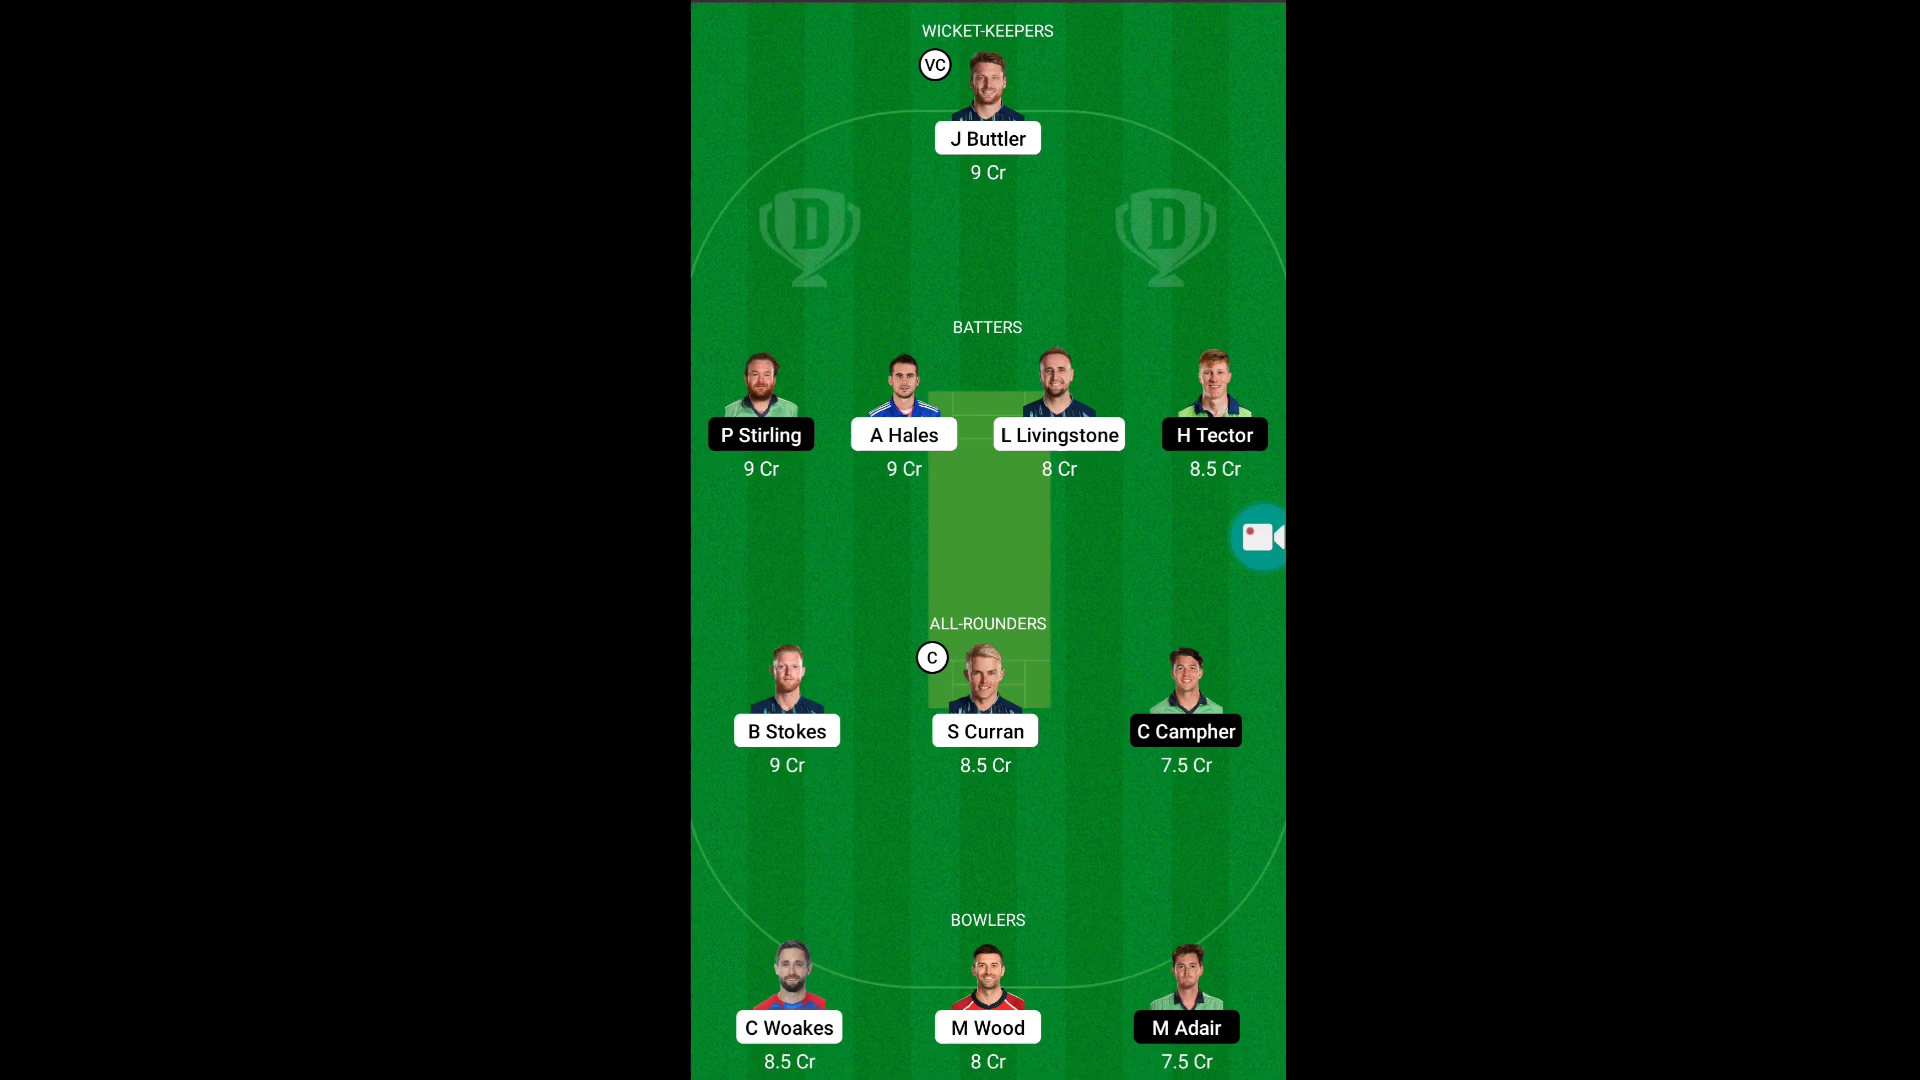 WICKET-KEEPERS
VC
J Buttler
9 Cr
D D
BATTERS
P Stirling A Hales L Livingstone H Tector
9 Cr 9 Cr 8 Cr 8.5 Cr
ALL-ROUNDERS
C
B Stokes S Curran C Campher
9 Cr 8.5 Cr 7.5 Cr
BOWLERS
C Woakes M Wood M Adair
8.5 Cr 8 Cr 7.5 Cr